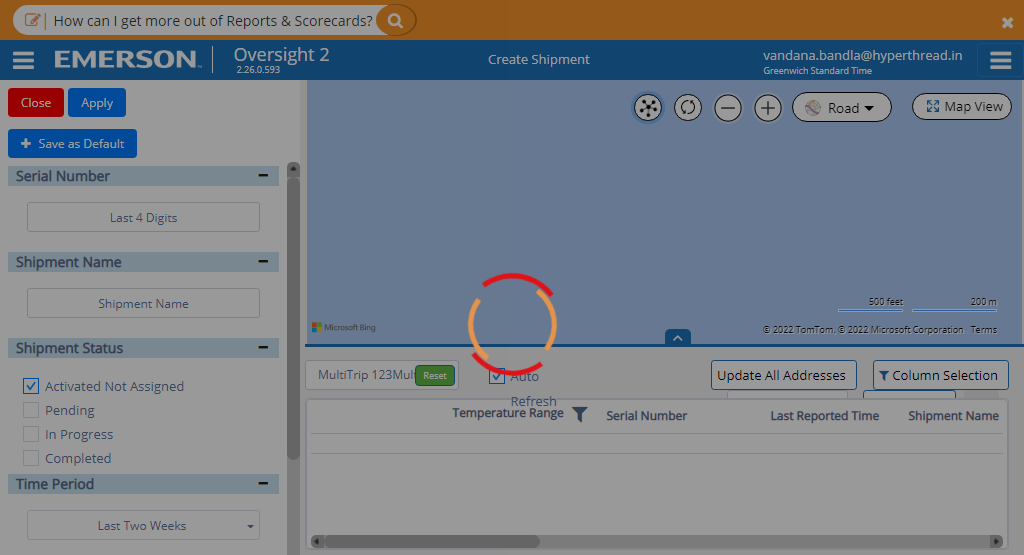 How can I get more out of Reports & Scorecards?
EMERSON
Oversight 2
2.26.0.593
Create Shipment
vandana.bandla@hyperthread.in
Greenwich Standard Time
Close
Apply
Save as Default
Serial Number
Last 4 Digits
Shipment Name
Shipment Name
Shipment Status
Activated Not Assigned
Pending
In Progress
Completed
Time Period
Last Two Weeks
Road
Map View
500 feet
200 m
Microsoft Bing
© 2022 TomTom, © 2022 Microsoft Corporation Terms
MultiTrip 123Mul
Reset
Auto
Refresh
Update All Addresses
Column Selection
Temperature Range
Serial Number
Last Reported Time
Shipment Name